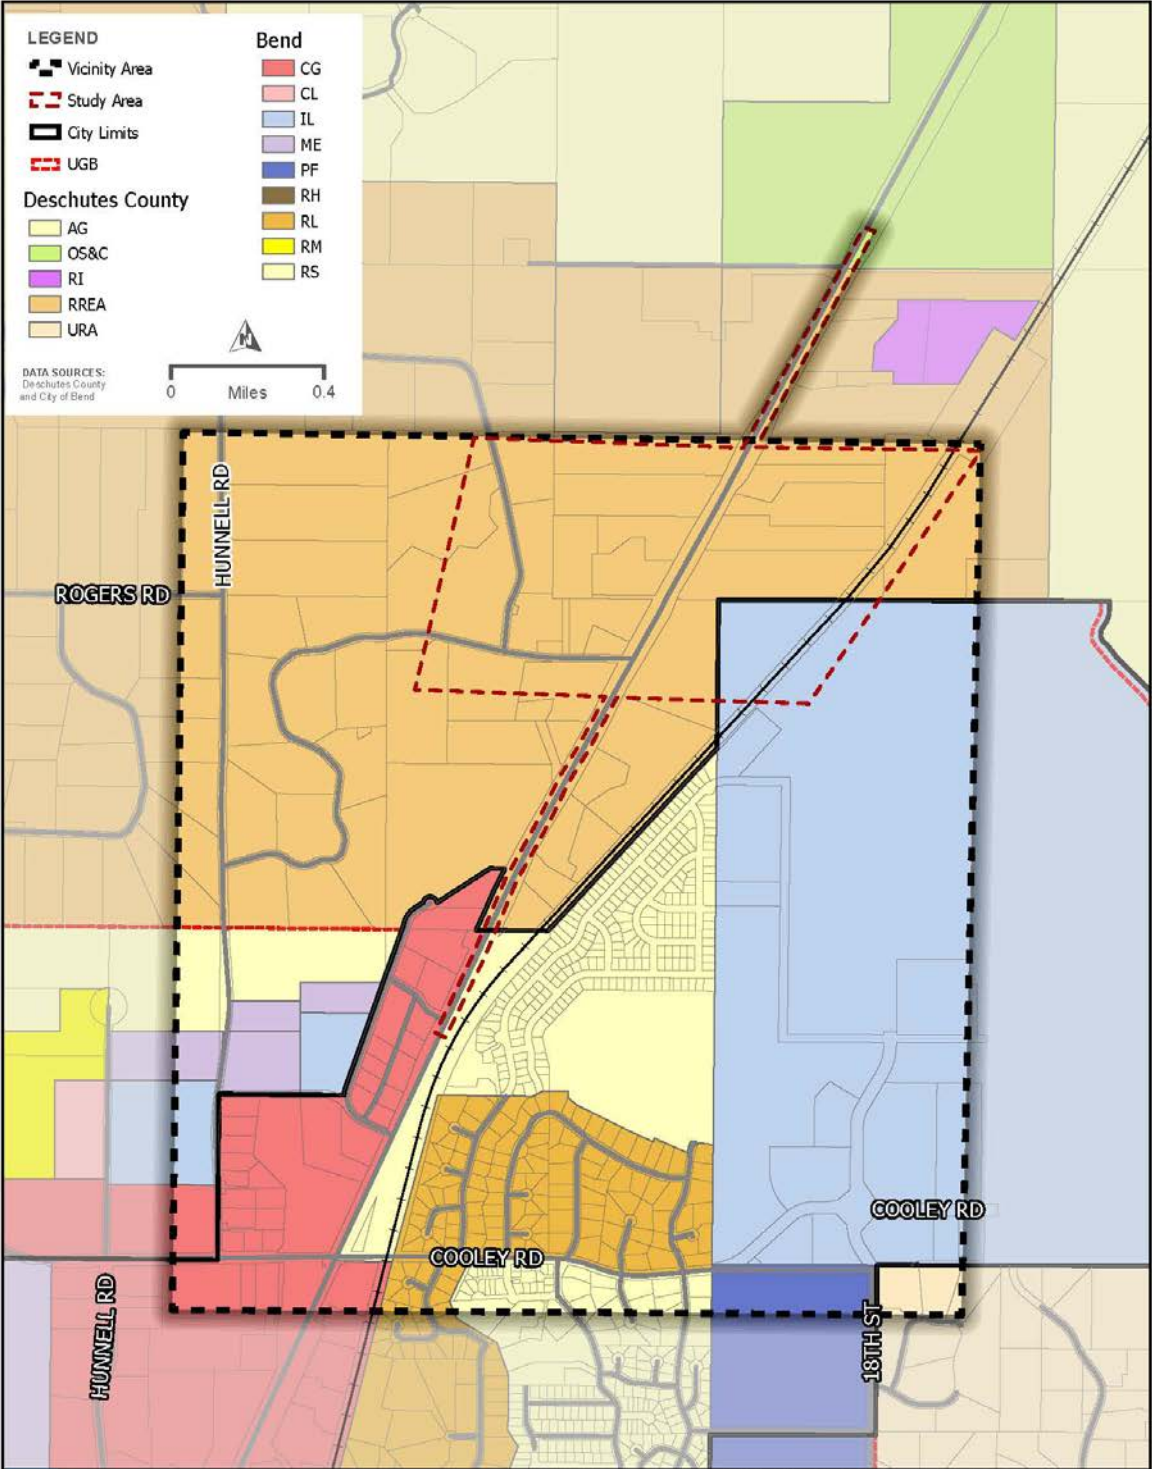 LEGEND
Vicinity Area
Study Area
City Limits
UGB
Deschutes County
AG
OS&C
RI
RREA
URA
Bend
CG
CL
IL
ME
PF
RH
RL
RM
RS
N
DATA SOURCES:
Deschutes County
and City of Bend
0 Miles 0.4
HUNNELL RD
ROGERS RD
COOLEY RD
COOLEY RD
HUNNELL RD
18TH ST